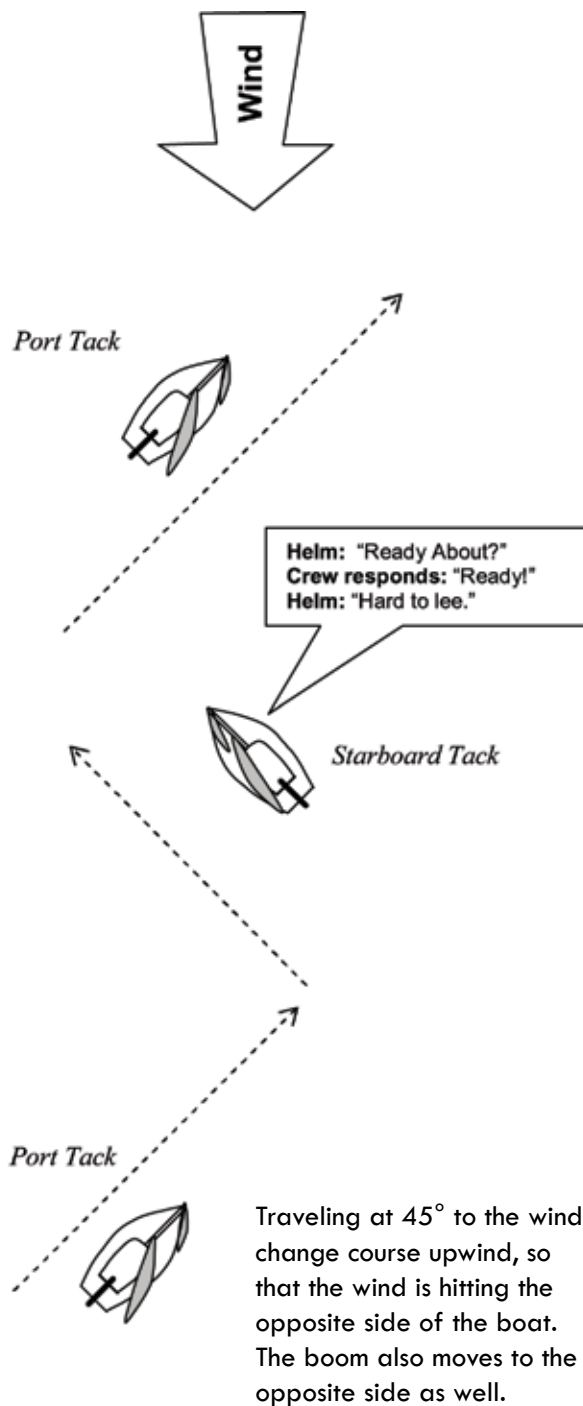 Wind
Port Tack
Helm: “Ready About?”
Crew responds: “Ready!”
Helm: “Hard to lee.”
Starboard Tack
Port Tack
Traveling at 45° to the wind
change course upwind, so
that the wind is hitting the
opposite side of the boat.
The boom also moves to the
opposite side as well.